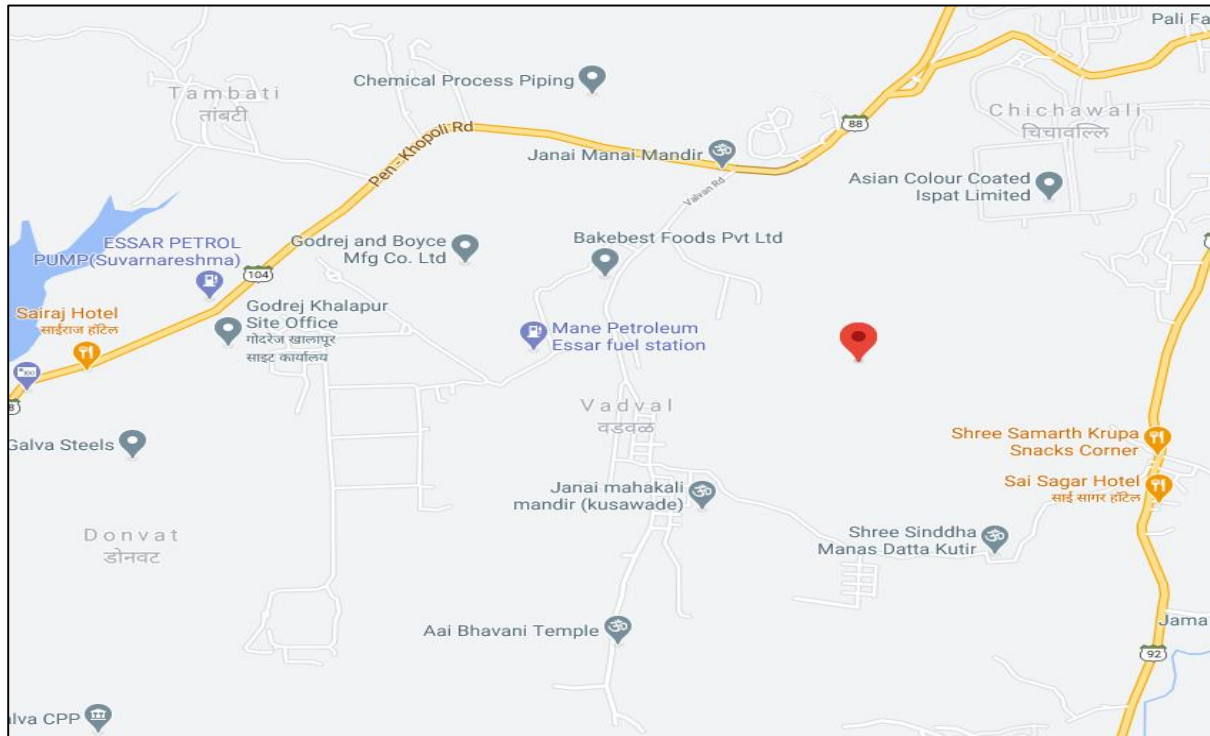 Pali Fa
Chemical Process Piping
Tambati
तांबटी
Chichawali
चिचावल्लि
88
Pen - Khopoli Rd
Janai Manai Mandir
Valvan Rd
Asian Colour Coated
Ispat Limited
ESSAR PETROL
PUMP(Suvarnareshma)
Godrej and Boyce
Mfg Co. Ltd
Bakebest Foods Pvt Ltd
104
Sairaj Hotel
साईराज हॉटेल
Godrej Khalapur
Site Office
गोदरेज खालापूर
साइट कार्यालय
Mane Petroleum
Essar fuel station
Vadval
वडवळ
Galva Steels
Shree Samarth Krupa
Snacks Corner
Janai mahakali
mandir (kusawade)
Sai Sagar Hotel
साई सागर हॉटेल
Donvat
डोनवट
Shree Sinddha
Manas Datta Kutir
Aai Bhavani Temple
Jama
92
alva CPP